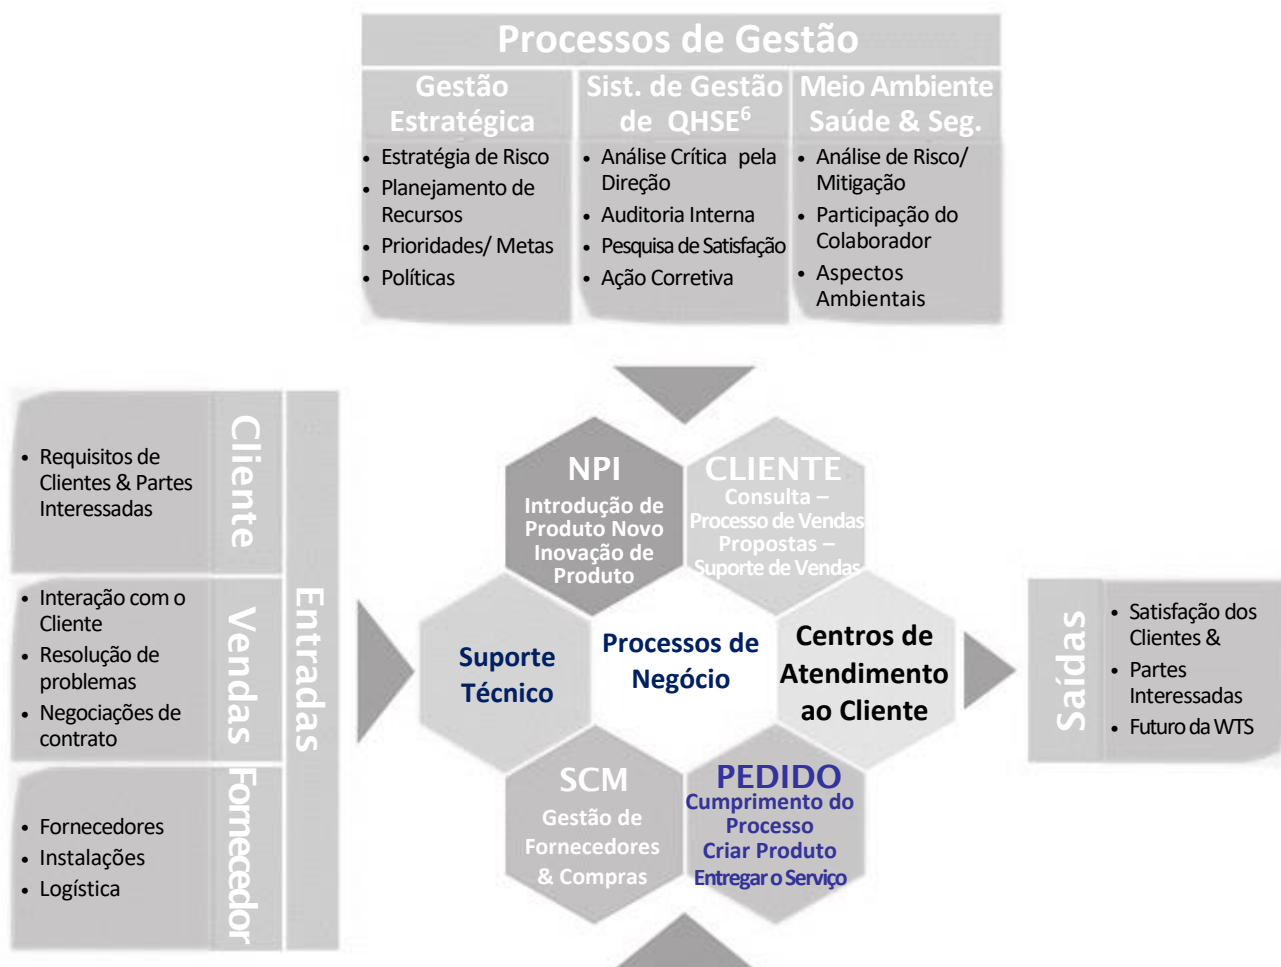 Processos de Gestão
Gestão
Estratégica
• Estratégia de Risco
• Planejamento de
Recursos
• Prioridades/ Metas
• Políticas
Sist. de Gestão
de QHSE⁶
• Análise Crítica pela
Direção
• Auditoria Interna
• Pesquisa de Satisfação
• Ação Corretiva
Meio Ambiente
Saúde & Seg.
• Análise de Risco/
Mitigação
• Participação do
Colaborador
• Aspectos
Ambientais
Entradas
Cliente
• Requisitos de
Clientes & Partes
Interessadas
Vendas
• Interação com o
Cliente
• Resolução de
problemas
• Negociações de
contrato
Fornecedor
• Fornecedores
• Instalações
• Logística
NPI
Introdução de
Produto Novo
Inovação de
Produto
CLIENTE
Consulta –
Processo de Vendas
Propostas –
Suporte de Vendas
Suporte
Técnico
Processos de
Negócio
Centros de
Atendimento
ao Cliente
SCM
Gestão de
Fornecedores
& Compras
PEDIDO
Cumprimento do
Processo
Criar Produto
Entregar o Serviço
Saídas
• Satisfação dos
Clientes &
• Partes
Interessadas
• Futuro da WTS